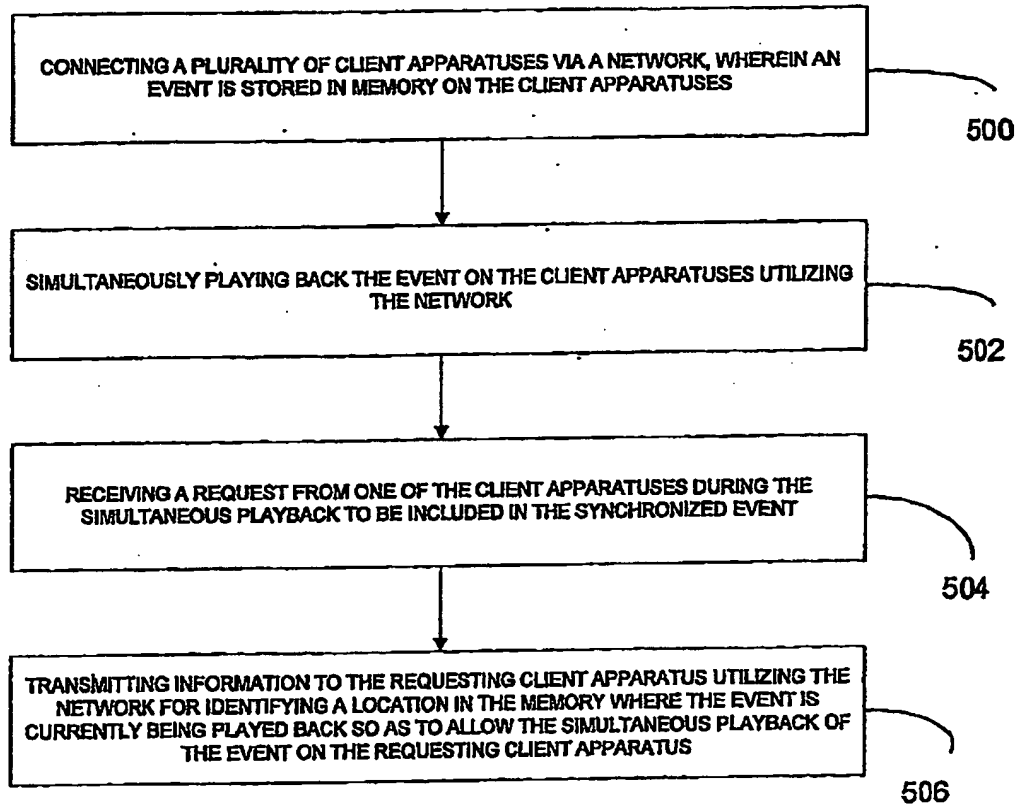 CONNECTING A PLURALITY OF CLIENT APPARATUSES VIA A NETWORK, WHEREIN AN
EVENT IS STORED IN MEMORY ON THE CLIENT APPARATUSES
500
SIMULTANEOUSLY PLAYING BACK THE EVENT ON THE CLIENT APPARATUSES UTILIZING
THE NETWORK
502
RECEIVING A REQUEST FROM ONE OF THE CLIENT APPARATUSES DURING THE
SIMULTANEOUS PLAYBACK TO BE INCLUDED IN THE SYNCHRONIZED EVENT
504
TRANSMITTING INFORMATION TO THE REQUESTING CLIENT APPARATUS UTILIZING THE
NETWORK FOR IDENTIFYING A LOCATION IN THE MEMORY WHERE THE EVENT IS
CURRENTLY BEING PLAYED BACK SO AS TO ALLOW THE SIMULTANEOUS PLAYBACK OF
THE EVENT ON THE REQUESTING CLIENT APPARATUS
506